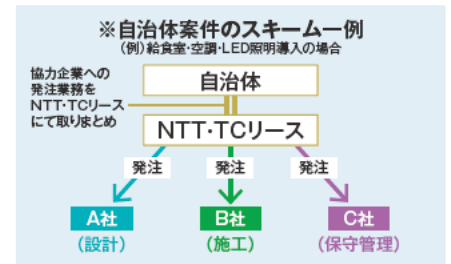 ※自治体案件のスキーム一例
(例)給食室・空調・LED照明導入の場合
協力企業への
発注業務を
NTT・TCリース
にて取りまとめ
自治体
NTT・TCリース
発注 発注 発注
A社 B社 C社
(設計) (施工) (保守管理)